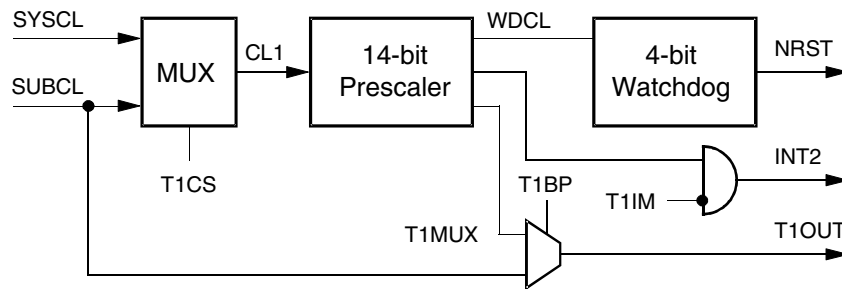 SYSCL
SUBCL
MUX
T1CS
CL1
14-bit
Prescaler
WDCL
4-bit
Watchdog
NRST
INT2
T1IM
T1BP
T1MUX
T1OUT